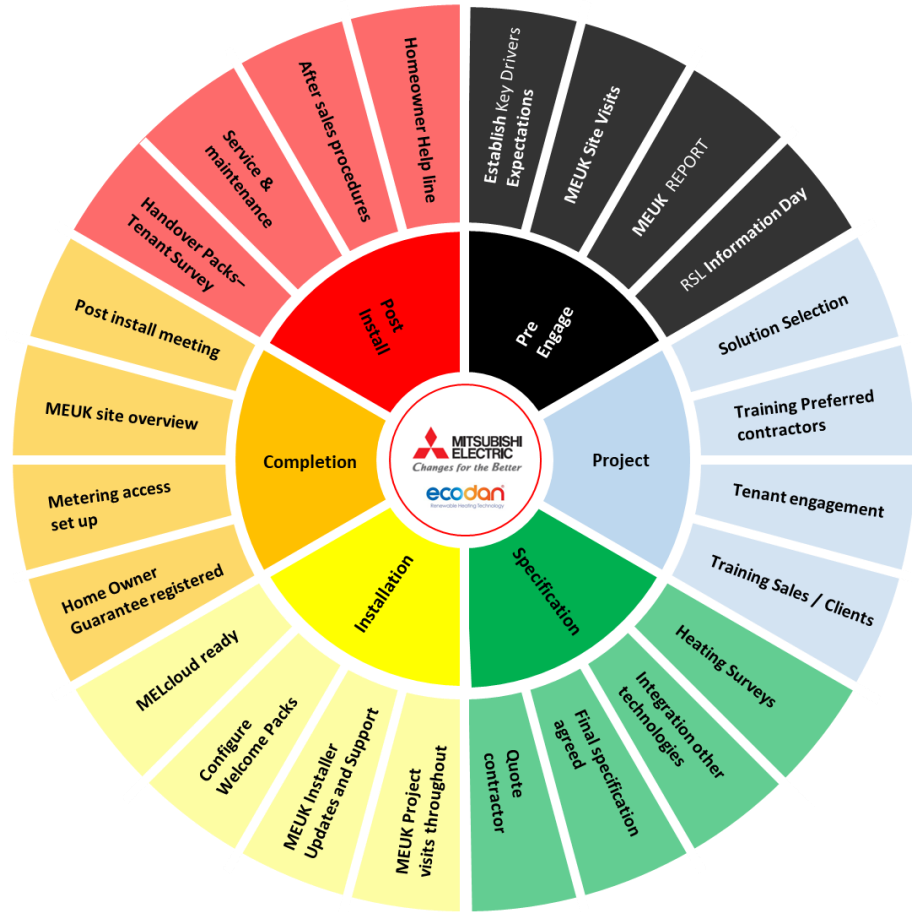 Establish Key Drivers
Expectations
MEUK Site Visits
MEUK REPORT
RSL Information Day
Solution Selection
Training Preferred
contractors
Tenant engagement
Training Sales / Clients
Heating Surveys
Integration other
technologies
Final specification
agreed
Quote
contractor
MEUK Project
visits throughout
MEUK Installer
Updates and Support
Configure
Welcome Packs
MELcloud ready
Home Owner
Guarantee registered
Metering access
set up
MEUK site overview
Post install meeting
Handover Packs–
Tenant Survey
Service &
maintenance
After sales procedures
Homeowner Help line
Pre
Engage
Project
Specification
Installation
Completion
Post
Install
MITSUBISHI
ELECTRIC
Changes for the Better
ecodan
Renewable Heating Technology